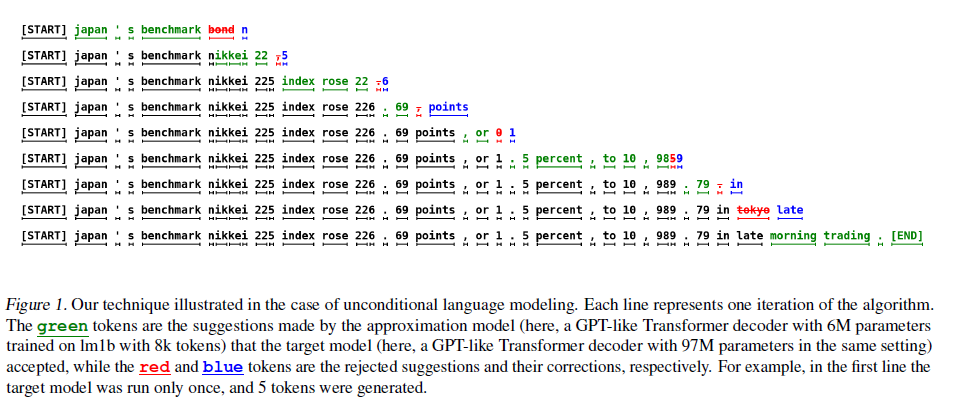 [START] japan ' s benchmark bond n
[START] japan ' s benchmark nikkei 22 75
[START] japan ' s benchmark nikkei 225 index rose 22 76
[START] japan ' s benchmark nikkei 225 index rose 226 . 69 7 points
[START] japan ' s benchmark nikkei 225 index rose 226 . 69 points , or 0 1
[START] japan ' s benchmark nikkei 225 index rose 226 . 69 points , or 1 . 5 percent , to 10 , 9859
[START] japan ' s benchmark nikkei 225 index rose 226 . 69 points , or 1 . 5 percent , to 10 , 989 . 79 7 in
[START] japan ' s benchmark nikkei 225 index rose 226 . 69 points , or 1 . 5 percent , to 10 , 989 . 79 in tokyo late
[START] japan ' s benchmark nikkei 225 index rose 226 . 69 points , or 1 . 5 percent , to 10 , 989 . 79 in late morning trading . [END]
Figure 1. Our technique illustrated in the case of unconditional language modeling. Each line represents one iteration of the algorithm.
The green tokens are the suggestions made by the approximation model (here, a GPT-like Transformer decoder with 6M parameters
trained on lm1b with 8k tokens) that the target model (here, a GPT-like Transformer decoder with 97M parameters in the same setting)
accepted, while the red and blue tokens are the rejected suggestions and their corrections, respectively. For example, in the first line the
target model was run only once, and 5 tokens were generated.